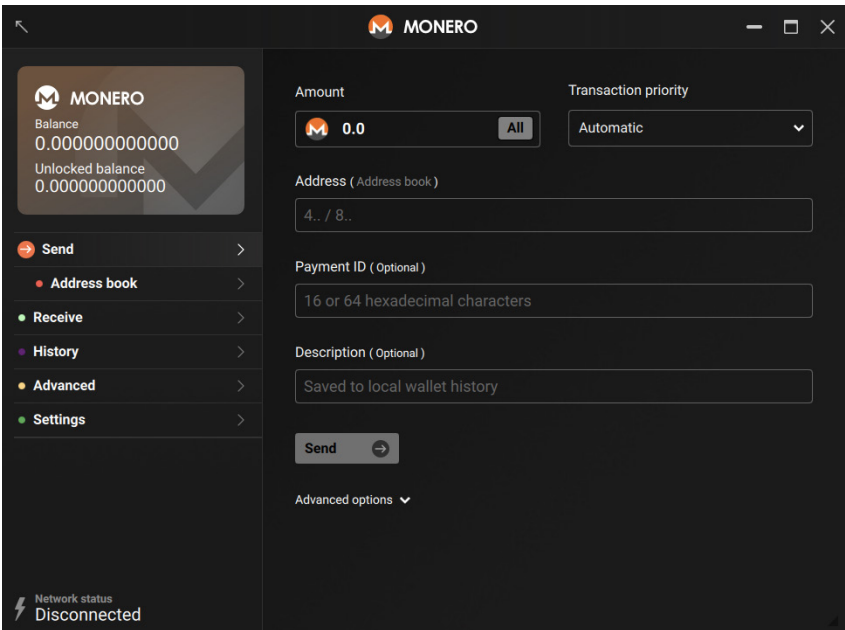 MONERO
MONERO
Balance
0.000000000000
Unlocked balance
0.000000000000
Send
Address book
Receive
History
Advanced
Settings
Network status
Disconnected
Amount
0.0
All
Transaction priority
Automatic
Address ( Address book )
4.. / 8..
Payment ID ( Optional )
16 or 64 hexadecimal characters
Description ( Optional )
Saved to local wallet history
Send
Advanced options